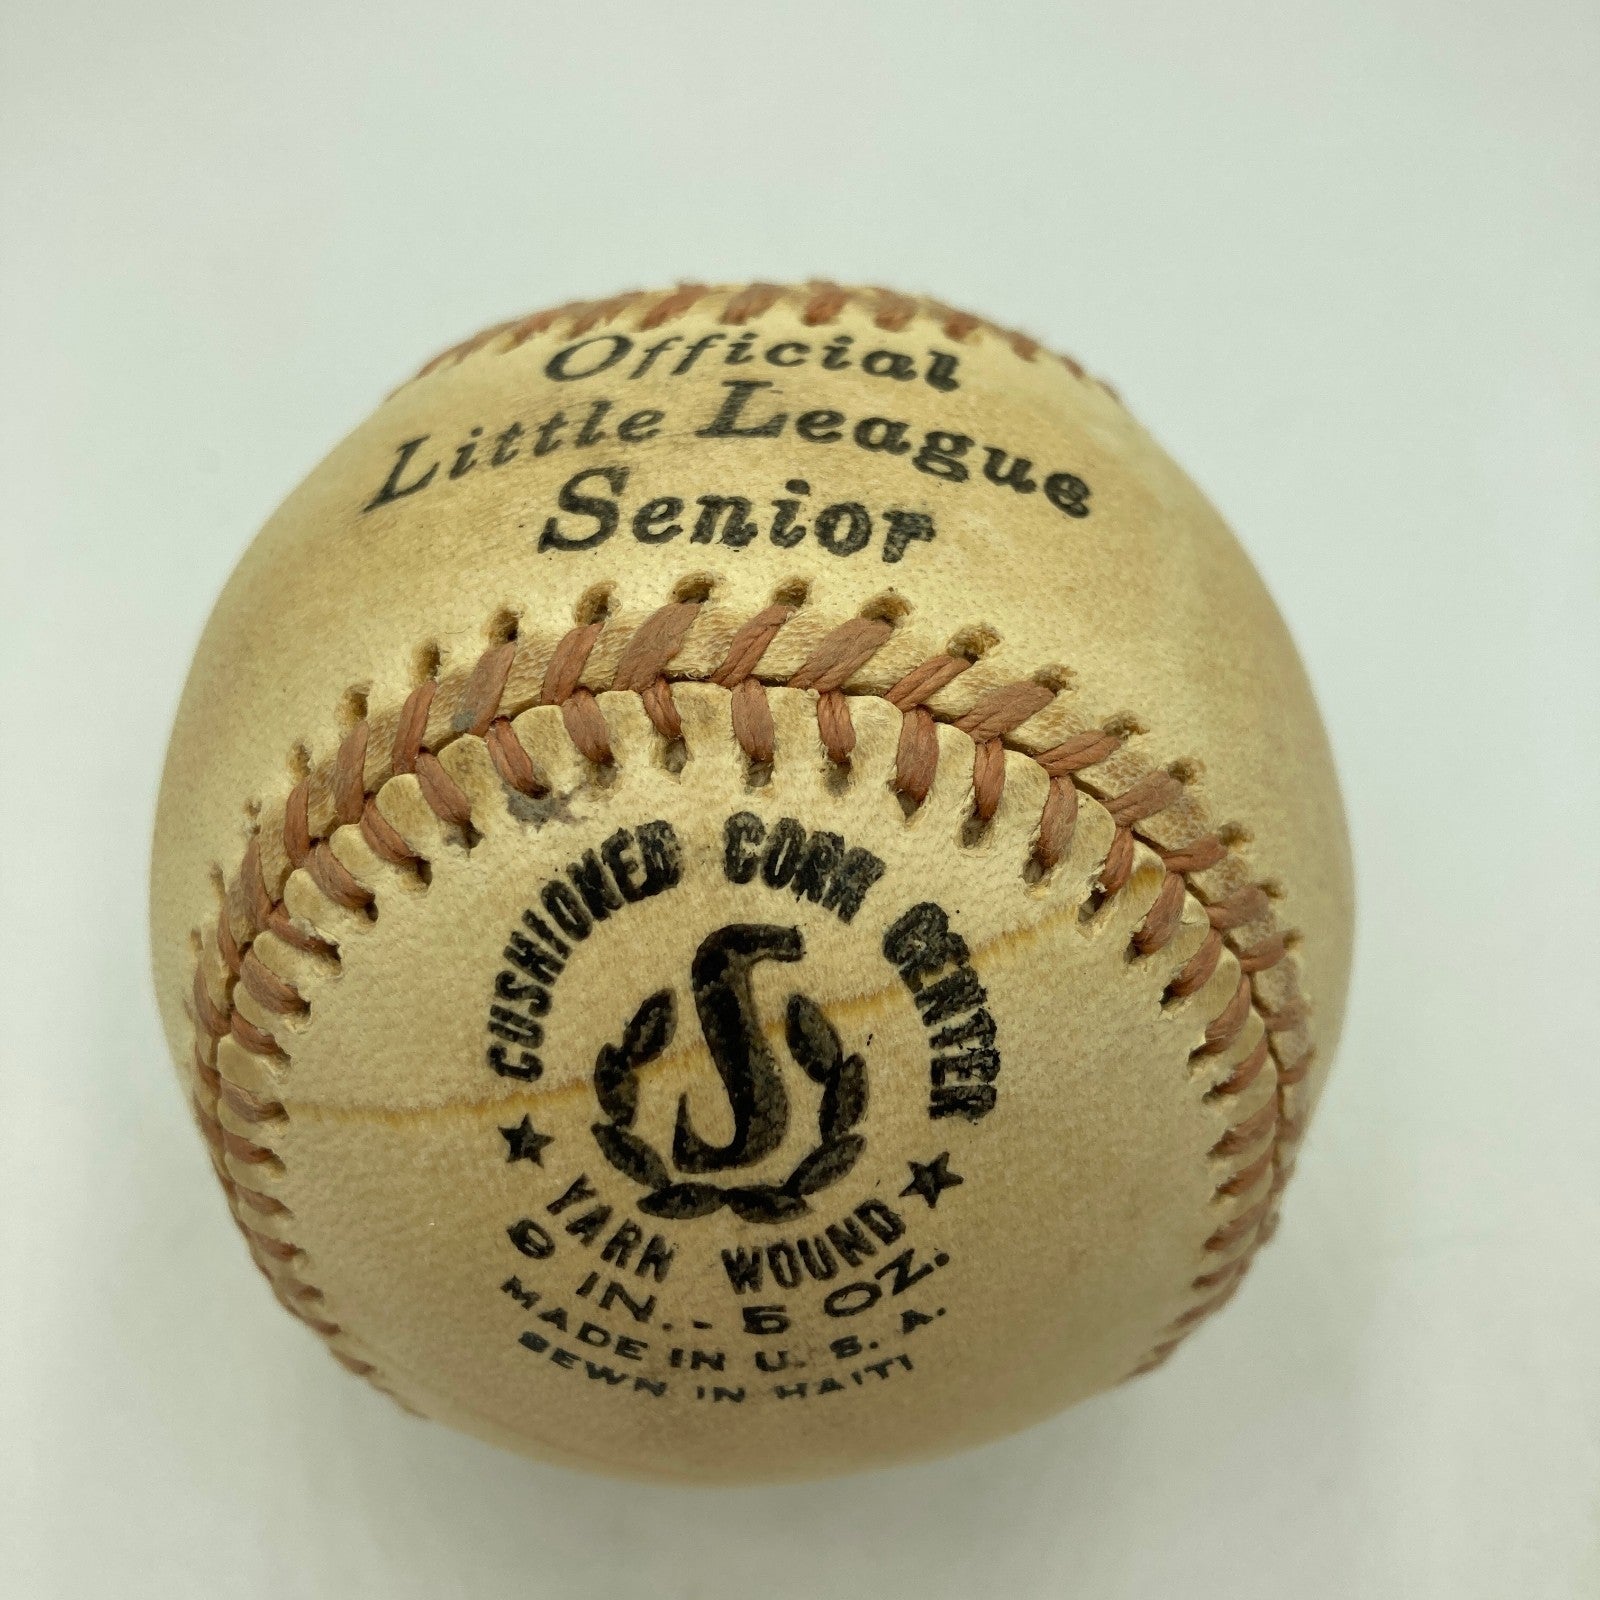 Official
Little League
Senior
CUSHIONED CORK CENTER
S
YARN WOUND
9 IN. - 5 OZ.
MADE IN U. S. A.
SEWN IN HAITI